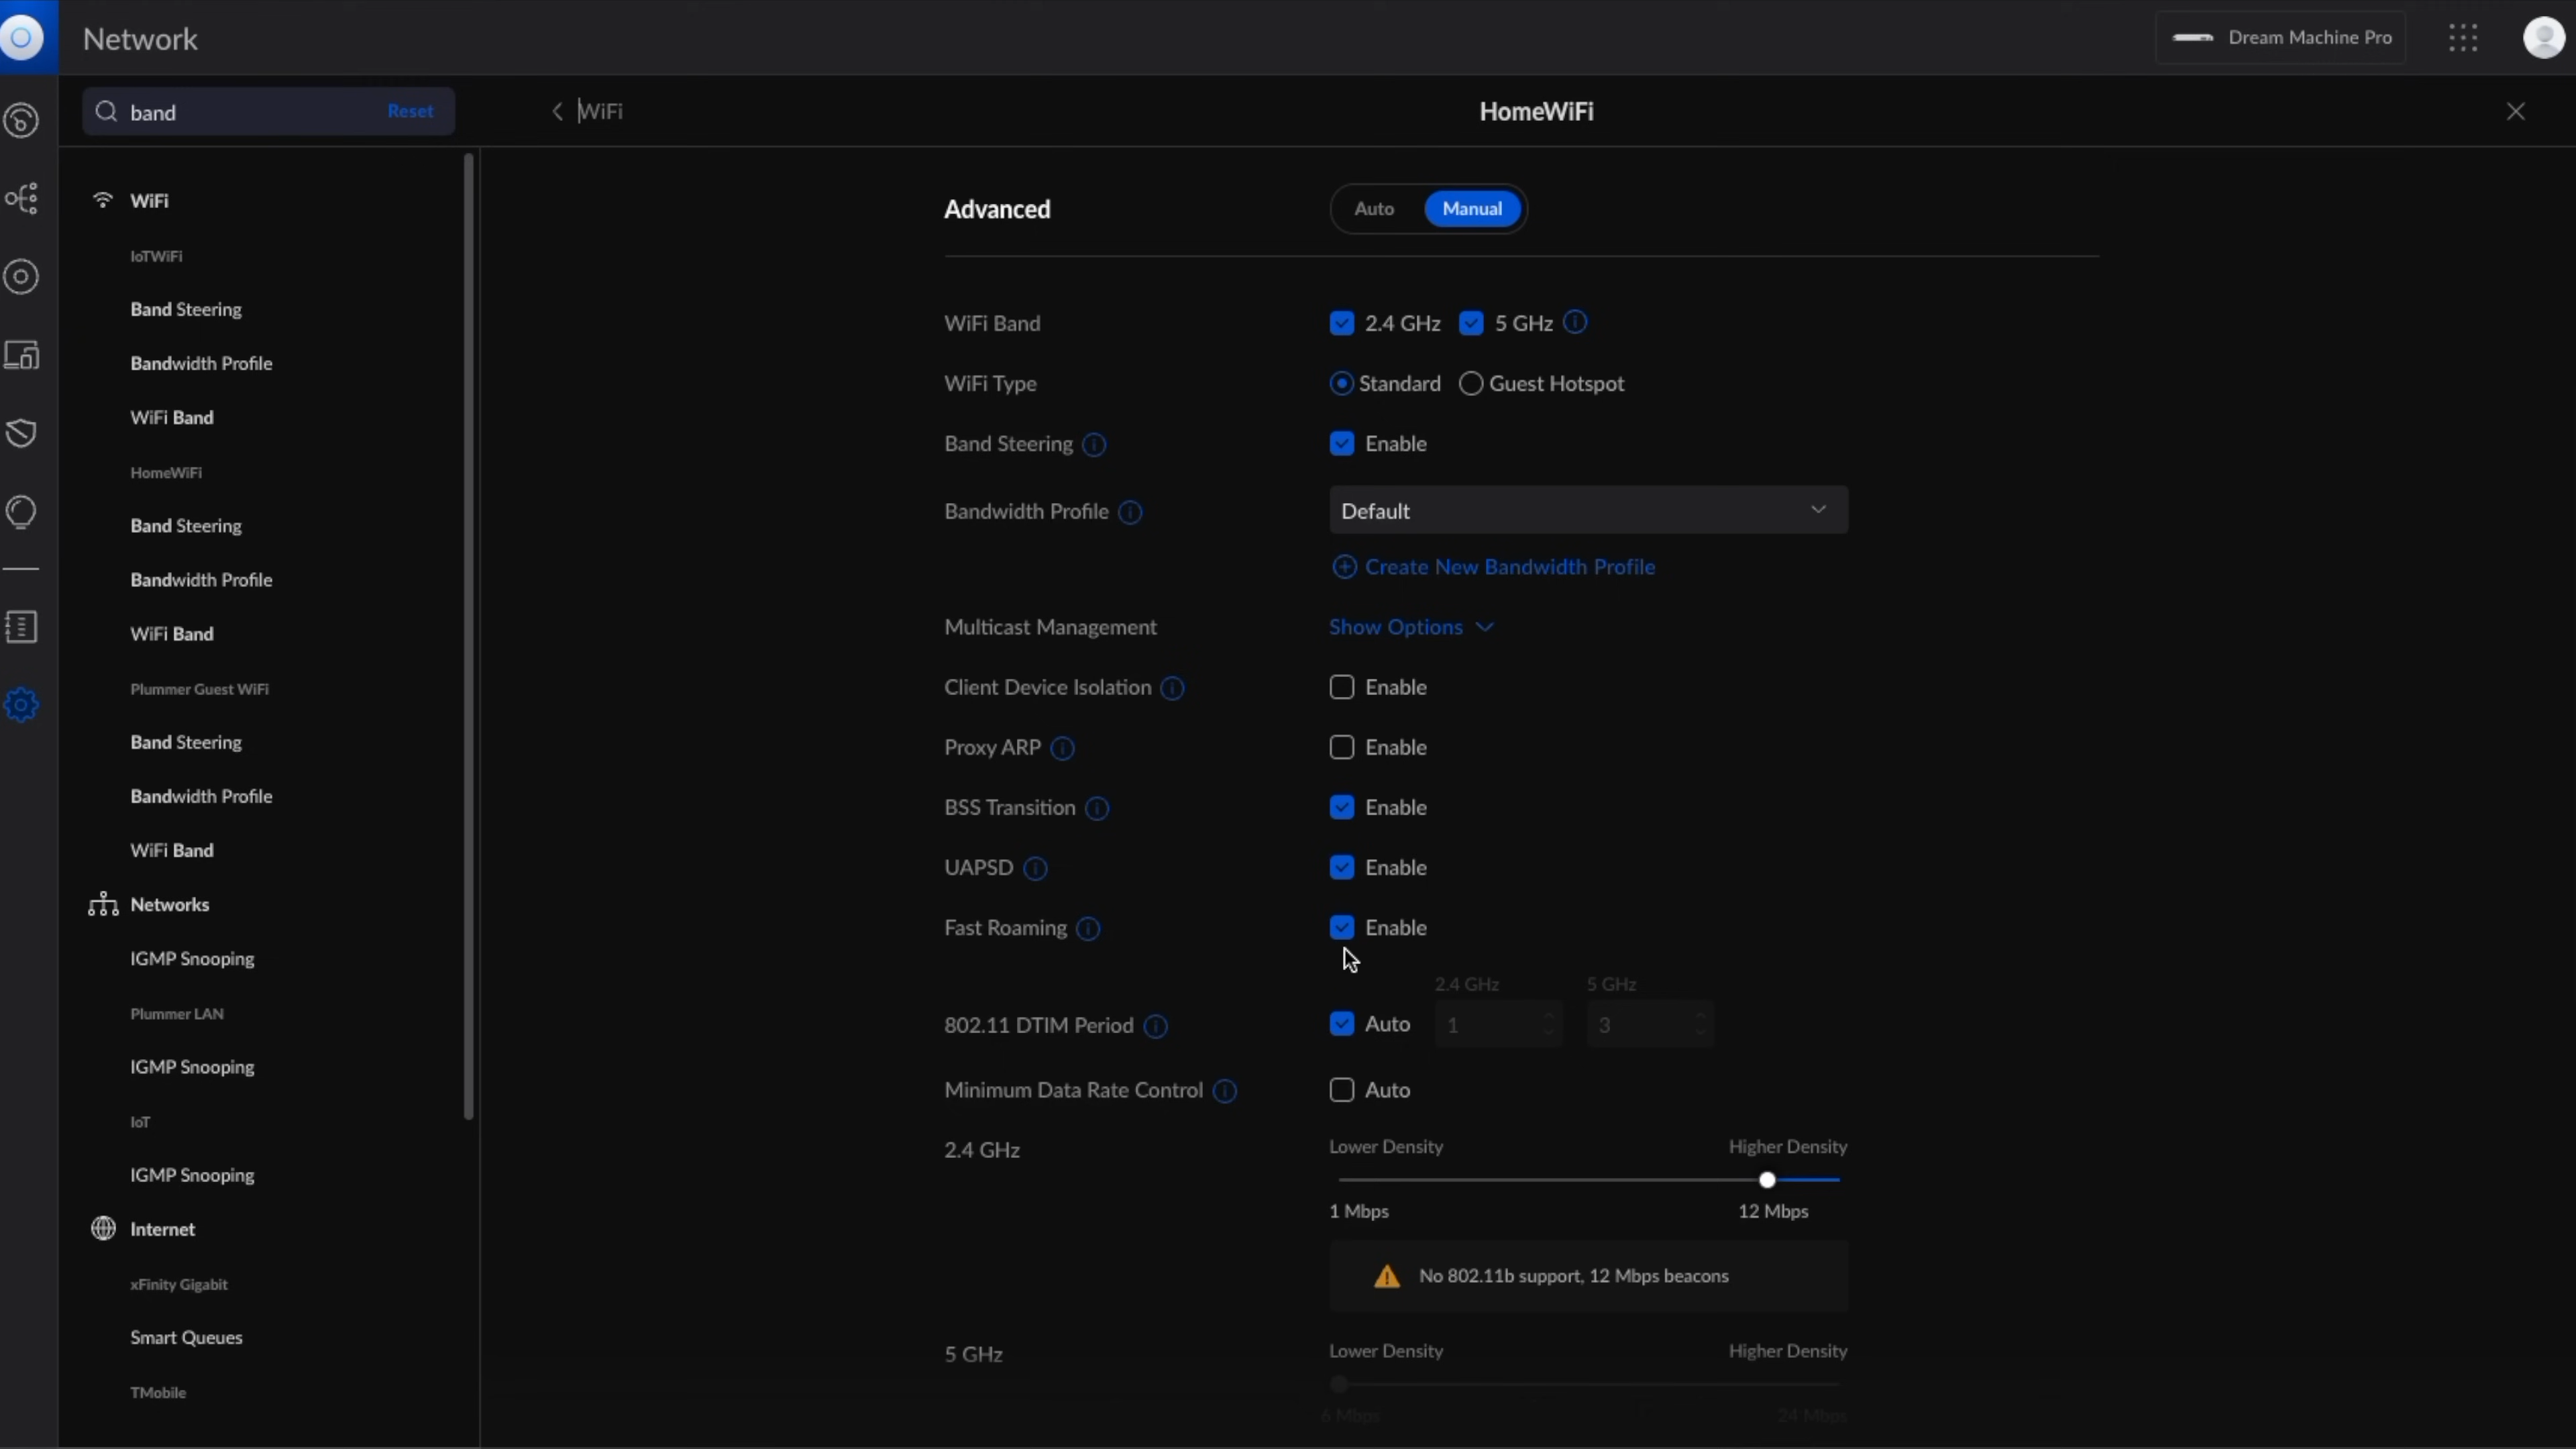 Network
Dream Machine Pro
band
Reset
WiFi
HomeWiFi
WiFi
IoTWiFi
Band Steering
Bandwidth Profile
WiFi Band
HomeWiFi
Band Steering
Bandwidth Profile
WiFi Band
Plummer Guest WiFi
Band Steering
Bandwidth Profile
WiFi Band
Networks
IGMP Snooping
Plummer LAN
IGMP Snooping
IoT
IGMP Snooping
Internet
xFinity Gigabit
Smart Queues
TMobile
Advanced
Auto Manual
WiFi Band 2.4 GHz 5 GHz
WiFi Type Standard Guest Hotspot
Band Steering Enable
Bandwidth Profile Default
Create New Bandwidth Profile
Multicast Management Show Options
Client Device Isolation Enable
Proxy ARP Enable
BSS Transition Enable
UAPSD Enable
Fast Roaming Enable
2.4 GHz 5 GHz
802.11 DTIM Period Auto 1 3
Minimum Data Rate Control Auto
2.4 GHz Lower Density Higher Density
1 Mbps 12 Mbps
No 802.11b support, 12 Mbps beacons
5 GHz Lower Density Higher Density
6 Mbps 24 Mbps